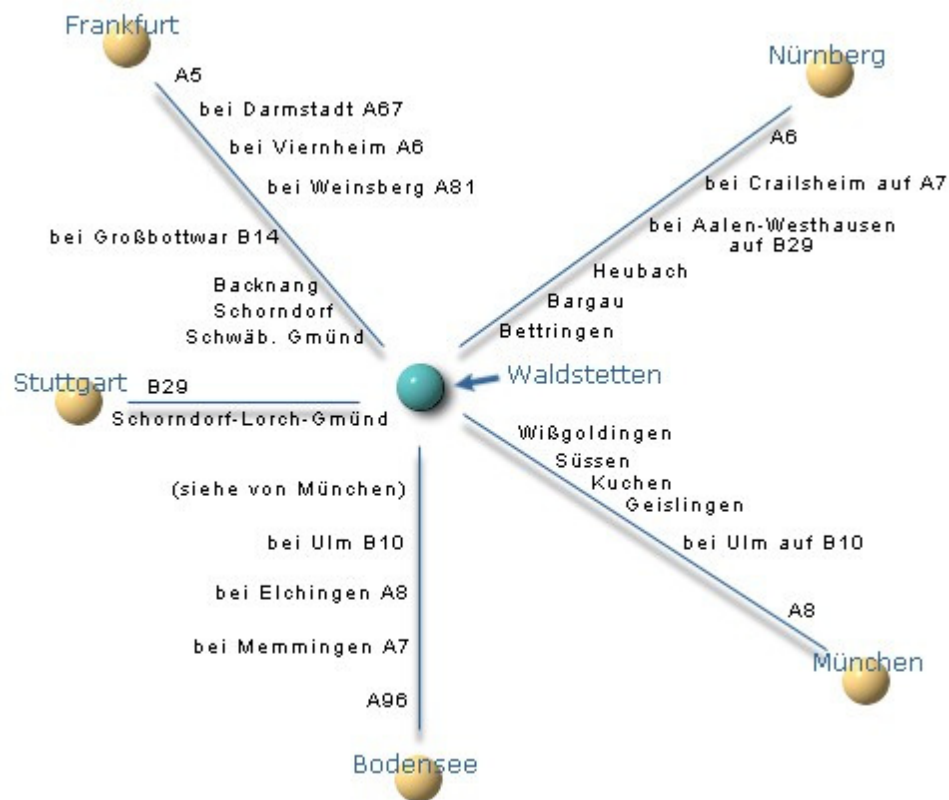 Frankfurt
A5
bei Darmstadt A67
bei Viernheim A6
bei Weinsberg A81
bei Großbottwar B14
Backnang
Schorndorf
Schwäb. Gmünd
Nürnberg
A6
bei Crailsheim auf A7
bei Aalen-Westhausen
auf B29
Heubach
Bargau
Bettringen
Stuttgart
B29
Schorndorf-Lorch-Gmünd
Waldstetten
Wißgoldingen
Süssen
Kuchen
Geislingen
bei Ulm auf B10
A8
München
(siehe von München)
bei Ulm B10
bei Elchingen A8
bei Memmingen A7
A96
Bodensee